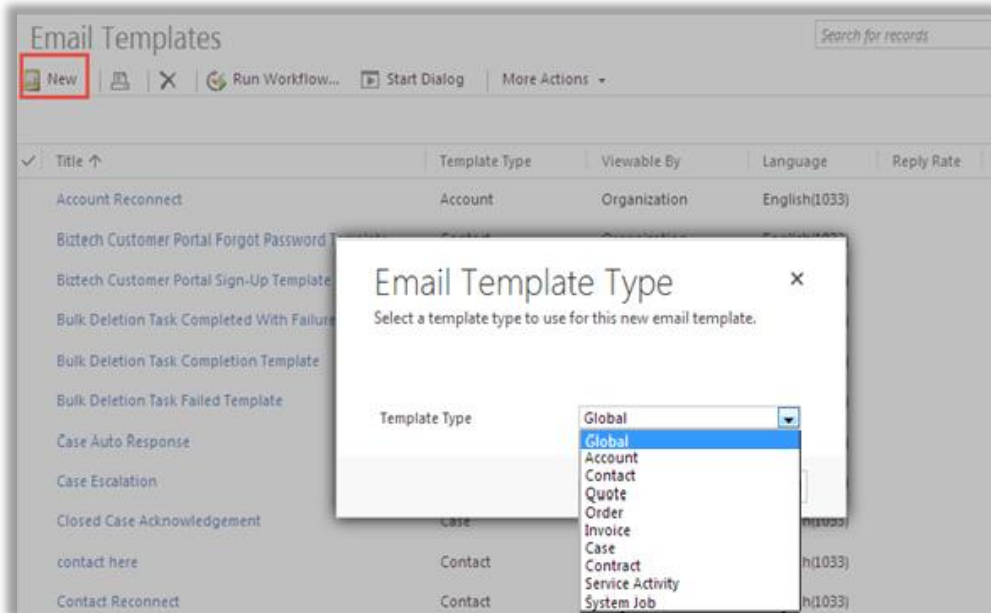 Email Templates
Search for records
New Run Workflow... Start Dialog More Actions
Title Template Type Viewable By Language Reply Rate
Account Reconnect Account Organization English(1033)
Biztech Customer Portal Forgot Password
Biztech Customer Portal Sign-Up Template
Bulk Deletion Task Completed With Failure
Bulk Deletion Task Completion Template
Bulk Deletion Task Failed Template
Case Auto Response
Case Escalation
Closed Case Acknowledgement Case
contact here Contact h(1033)
Contact Reconnect Contact h(1033)
Email Template Type
Select a template type to use for this new email template.
Template Type Global
Global
Account
Contact
Quote
Order
Invoice
Case
Contract
Service Activity
System Job